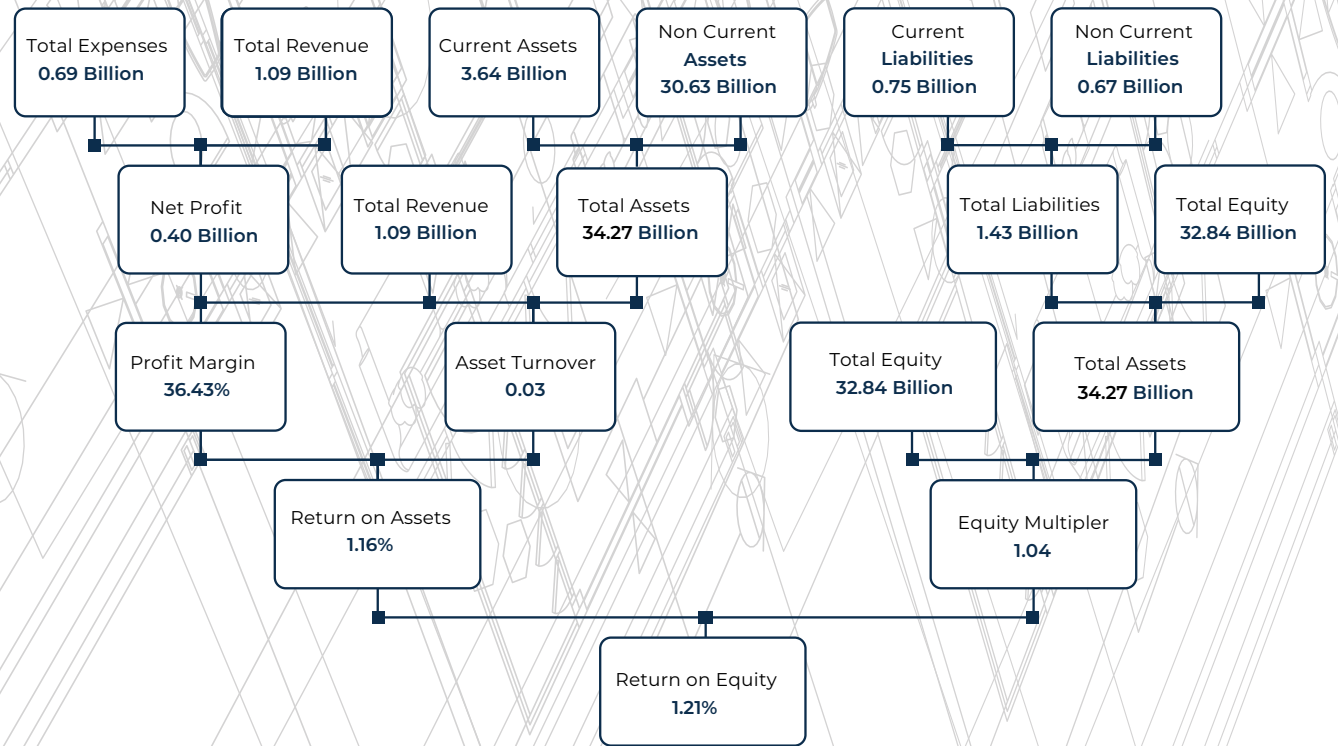 Total Expenses
0.69 Billion
Total Revenue
1.09 Billion
Current Assets
3.64 Billion
Non Current
Assets
30.63 Billion
Current
Liabilities
0.75 Billion
Non Current
Liabilities
0.67 Billion
Net Profit
0.40 Billion
Total Revenue
1.09 Billion
Total Assets
34.27 Billion
Total Liabilities
1.43 Billion
Total Equity
32.84 Billion
Profit Margin
36.43%
Asset Turnover
0.03
Total Equity
32.84 Billion
Total Assets
34.27 Billion
Return on Assets
1.16%
Equity Multipler
1.04
Return on Equity
1.21%